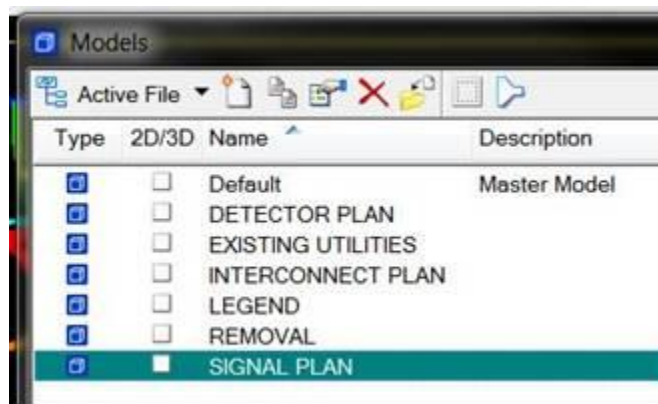 Models
Active File
Type 2D/3D Name Description
Default Master Model
DETECTOR PLAN
EXISTING UTILITIES
INTERCONNECT PLAN
LEGEND
REMOVAL
SIGNAL PLAN